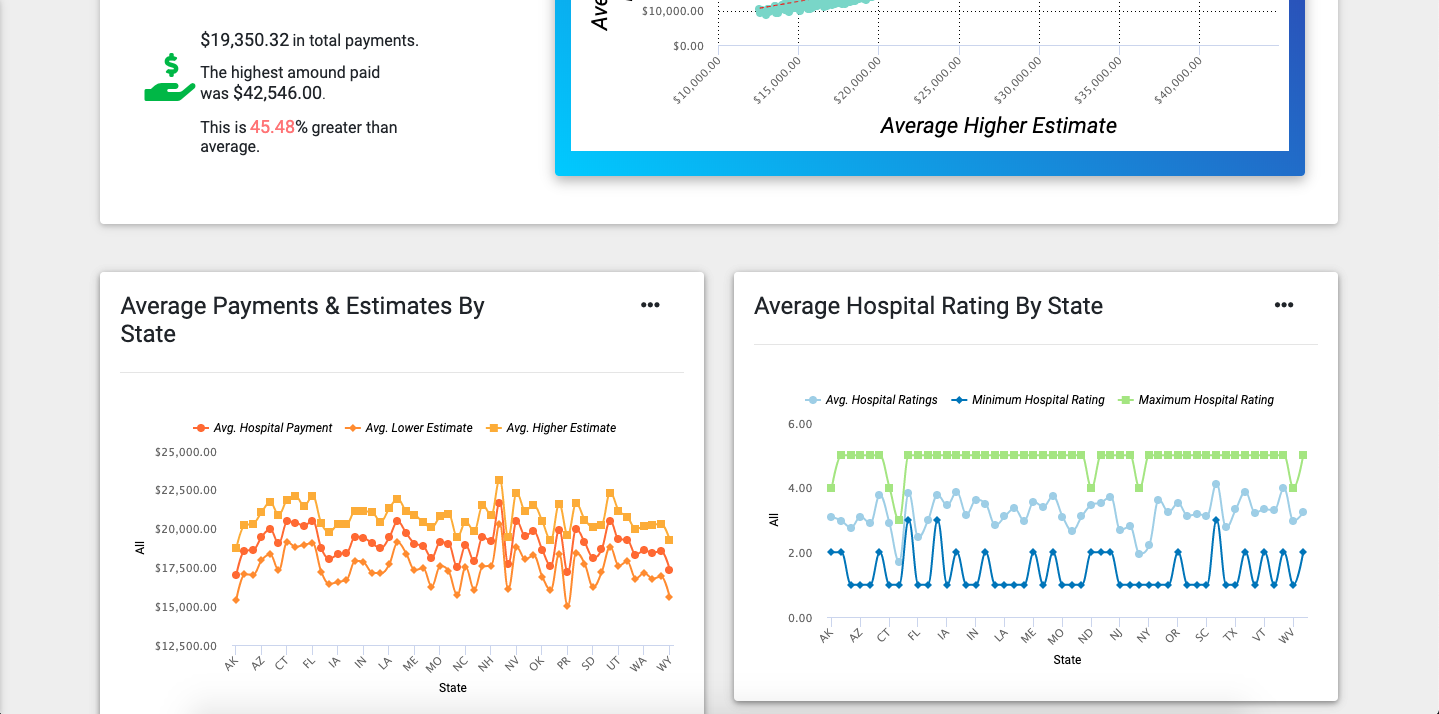 $19,350.32 in total payments.
The highest amound paid
was $42,546.00.
This is 45.48% greater than
average.
$
Ave
$10,000.00
$0.00
$10,000.00
$15,000.00
$20,000.00
$25,000.00
$30,000.00
$35,000.00
$40,000.00
Average Higher Estimate
Average Payments & Estimates By
State
Avg. Hospital Payment
Avg. Lower Estimate
Avg. Higher Estimate
$25,000.00
$22,500.00
$20,000.00
$17,500.00
$15,000.00
$12,500.00
All
AK
AZ
CT
FL
IA
IN
LA
ME
MO
NC
NH
NV
OK
PR
SD
UT
WA
WY
State
Average Hospital Rating By State
Avg. Hospital Ratings
Minimum Hospital Rating
Maximum Hospital Rating
6.00
4.00
2.00
0.00
All
AK
AZ
CT
FL
IA
IN
LA
ME
MO
ND
NJ
NY
OR
SC
TX
VT
WV
State